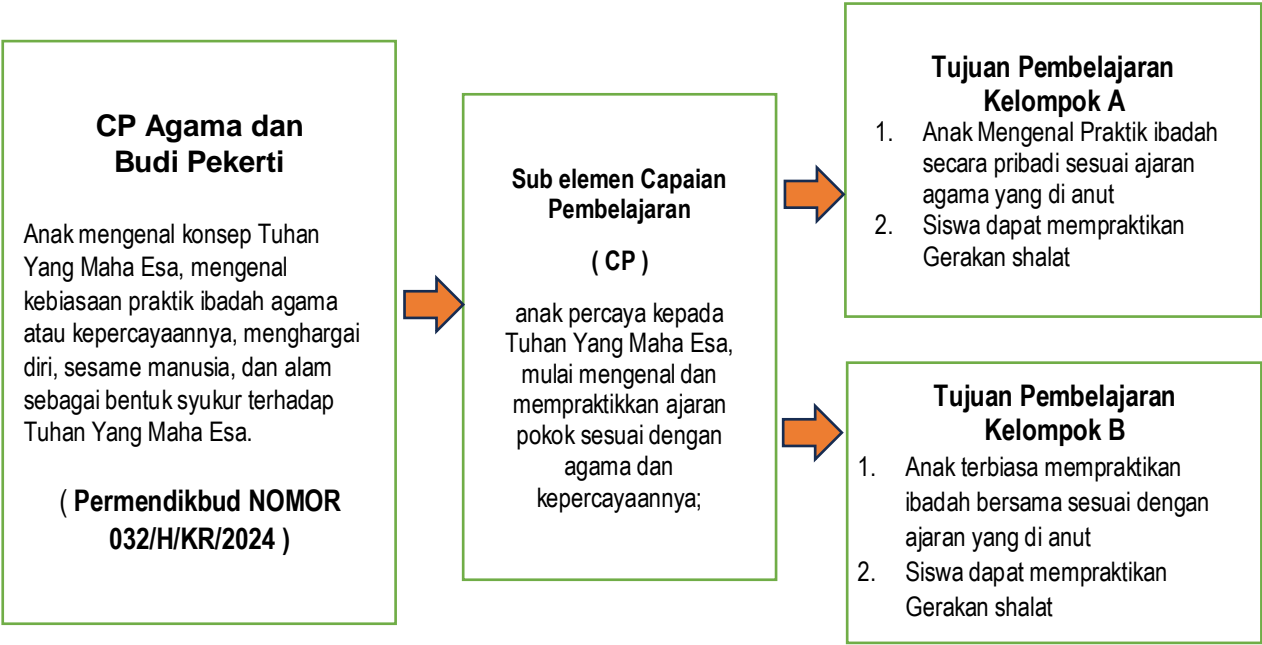 CP Agama dan
Budi Pekerti
Anak mengenal konsep Tuhan
Yang Maha Esa, mengenal
kebiasaan praktik ibadah agama
atau kepercayaannya, menghargai
diri, sesame manusia, dan alam
sebagai bentuk syukur terhadap
Tuhan Yang Maha Esa.
( Permendikbud NOMOR
032/H/KR/2024 )
Sub elemen Capaian
Pembelajaran
( CP )
anak percaya kepada
Tuhan Yang Maha Esa,
mulai mengenal dan
mempraktikkan ajaran
pokok sesuai dengan
agama dan
kepercayaannya;
Tujuan Pembelajaran
Kelompok A
1. Anak Mengenal Praktik ibadah
secara pribadi sesuai ajaran
agama yang di anut
2. Siswa dapat mempraktikan
Gerakan shalat
Tujuan Pembelajaran
Kelompok B
1. Anak terbiasa mempraktikan
ibadah bersama sesuai dengan
ajaran yang di anut
2. Siswa dapat mempraktikan
Gerakan shalat